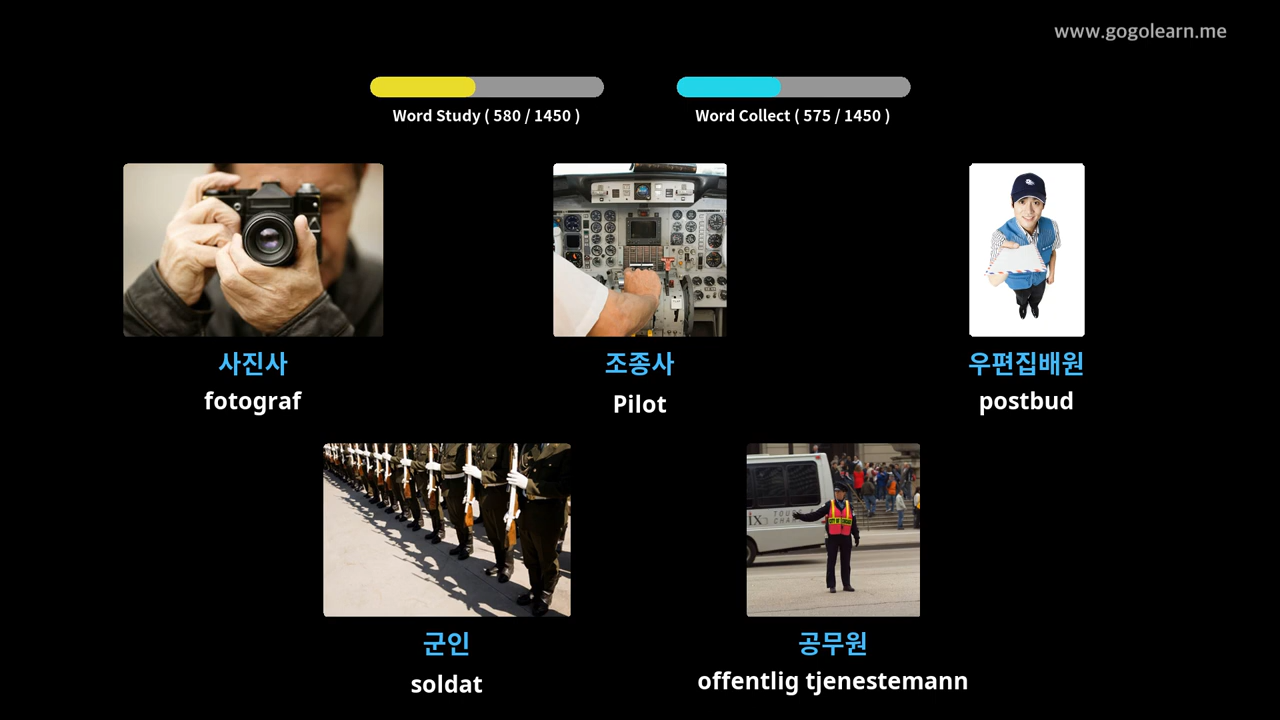 www.gogolearn.me
Word Study ( 580 / 1450 )
Word Collect ( 575 / 1450 )
사진사
fotograf
조종사
Pilot
우편집배원
postbud
군인
soldat
공무원
offentlig tjenestemann